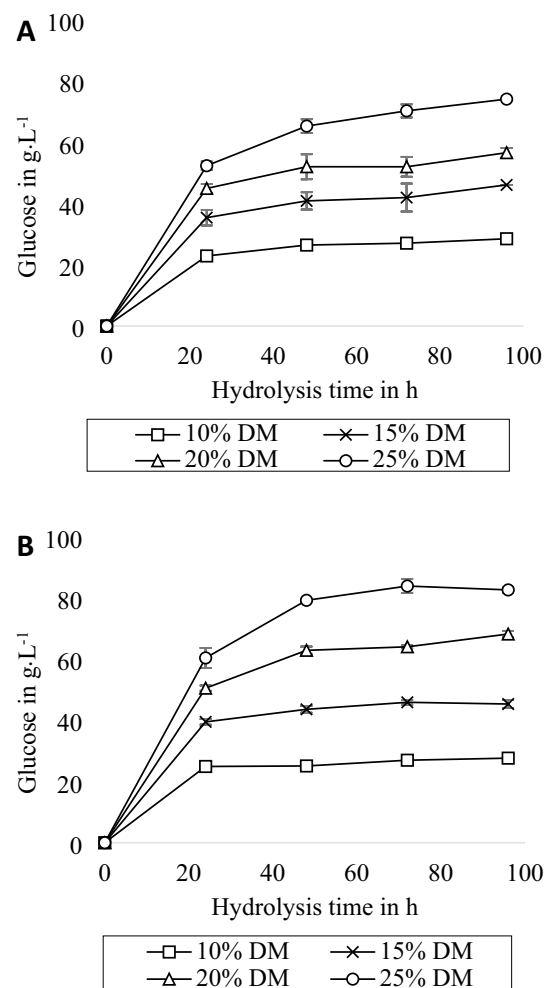 A
100
80
60
40
20
0
Glucose in g.L⁻¹
0 20 40 60 80 100
Hydrolysis time in h
10% DM 15% DM
20% DM 25% DM
B
100
80
60
40
20
0
Glucose in g.L⁻¹
0 20 40 60 80 100
Hydrolysis time in h
10% DM 15% DM
20% DM 25% DM